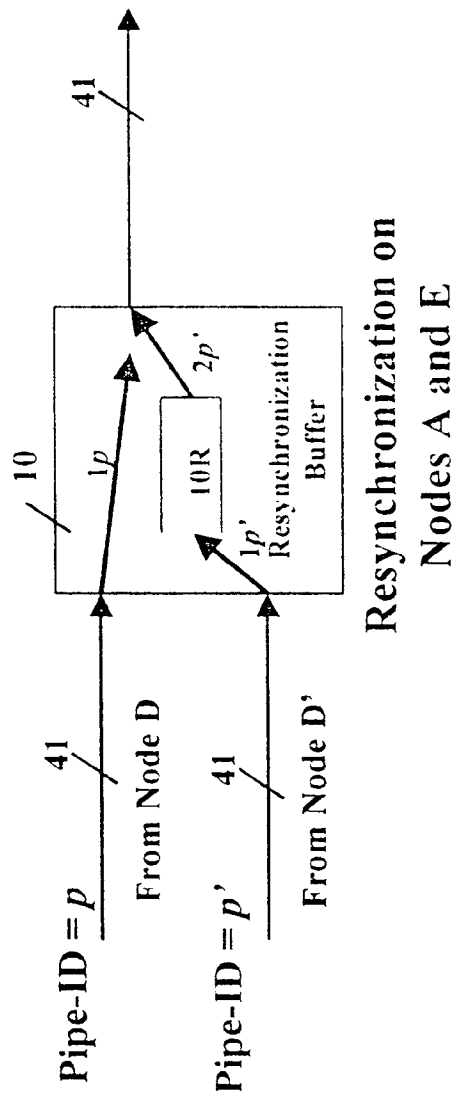 Pipe-ID = p
41
From Node D
Pipe-ID = p'
41
From Node D'
10
1p
10R
2p'
1p'
Resynchronization
Buffer
41
Resynchronization on
Nodes A and E